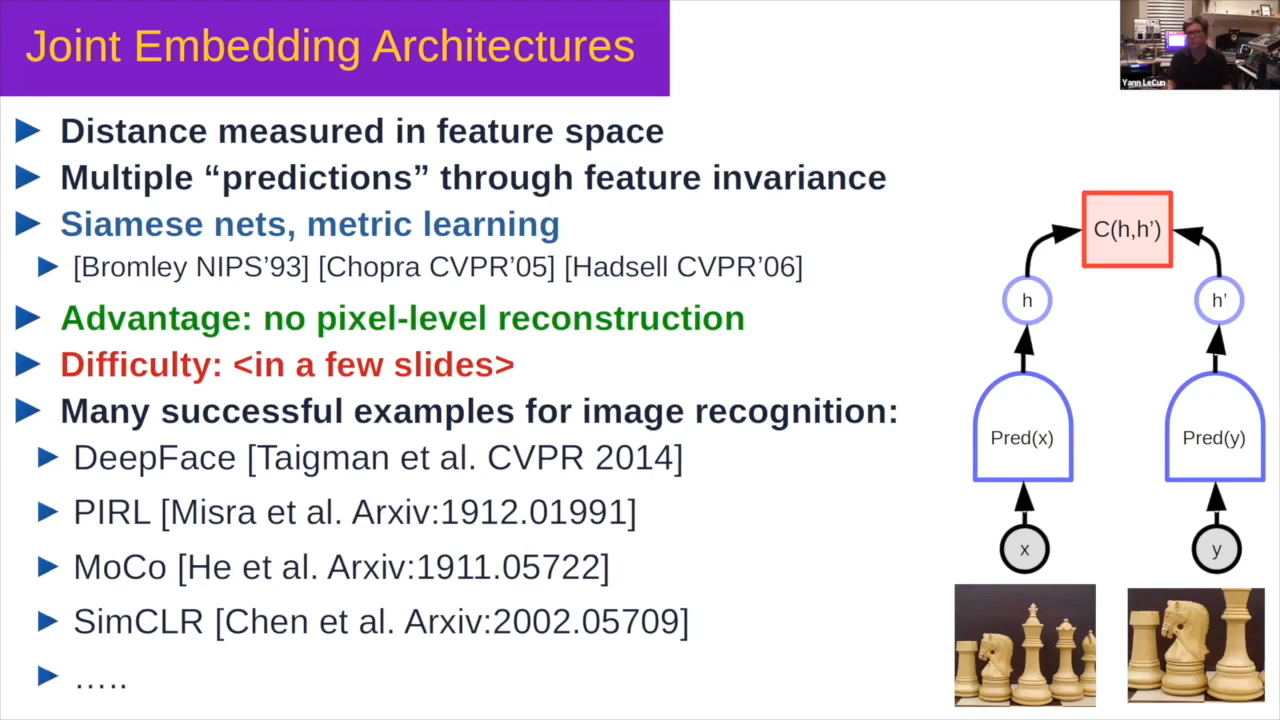 Joint Embedding Architectures
Yann LeCun
Distance measured in feature space
Multiple “predictions” through feature invariance
Siamese nets, metric learning
[Bromley NIPS’93] [Chopra CVPR’05] [Hadsell CVPR’06]
Advantage: no pixel-level reconstruction
Difficulty: <in a few slides>
Many successful examples for image recognition:
DeepFace [Taigman et al. CVPR 2014]
PIRL [Misra et al. Arxiv:1912.01991]
MoCo [He et al. Arxiv:1911.05722]
SimCLR [Chen et al. Arxiv:2002.05709]
.....
C(h,h’)
h h’
Pred(x) Pred(y)
x y